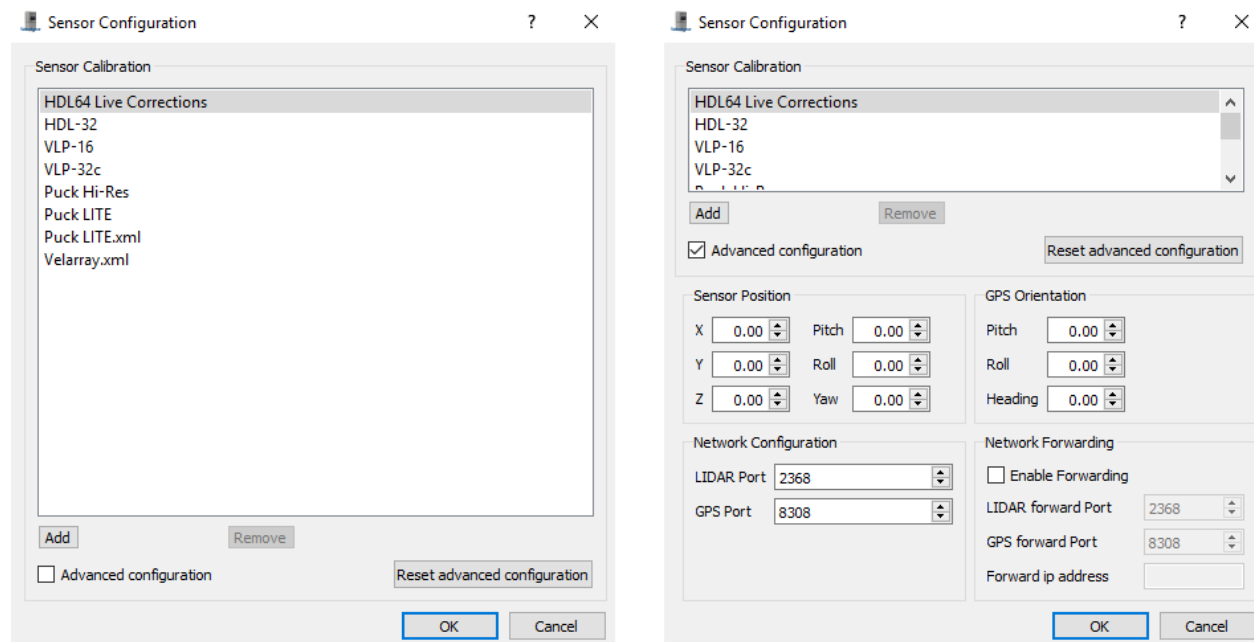 Sensor Configuration
?
Sensor Calibration
HDL64 Live Corrections
HDL-32
VLP-16
VLP-32c
Puck Hi-Res
Puck LITE
Puck LITE.xml
Velarray.xml
Add Remove
Advanced configuration Reset advanced configuration
OK Cancel
Sensor Configuration
?
Sensor Calibration
HDL64 Live Corrections
HDL-32
VLP-16
VLP-32c
Add Remove
Advanced configuration Reset advanced configuration
Sensor Position
X 0.00 Pitch 0.00
Y 0.00 Roll 0.00
Z 0.00 Yaw 0.00
GPS Orientation
Pitch 0.00
Roll 0.00
Heading 0.00
Network Configuration
LIDAR Port 2368
GPS Port 8308
Network Forwarding
Enable Forwarding
LIDAR forward Port 2368
GPS forward Port 8308
Forward ip address
OK Cancel